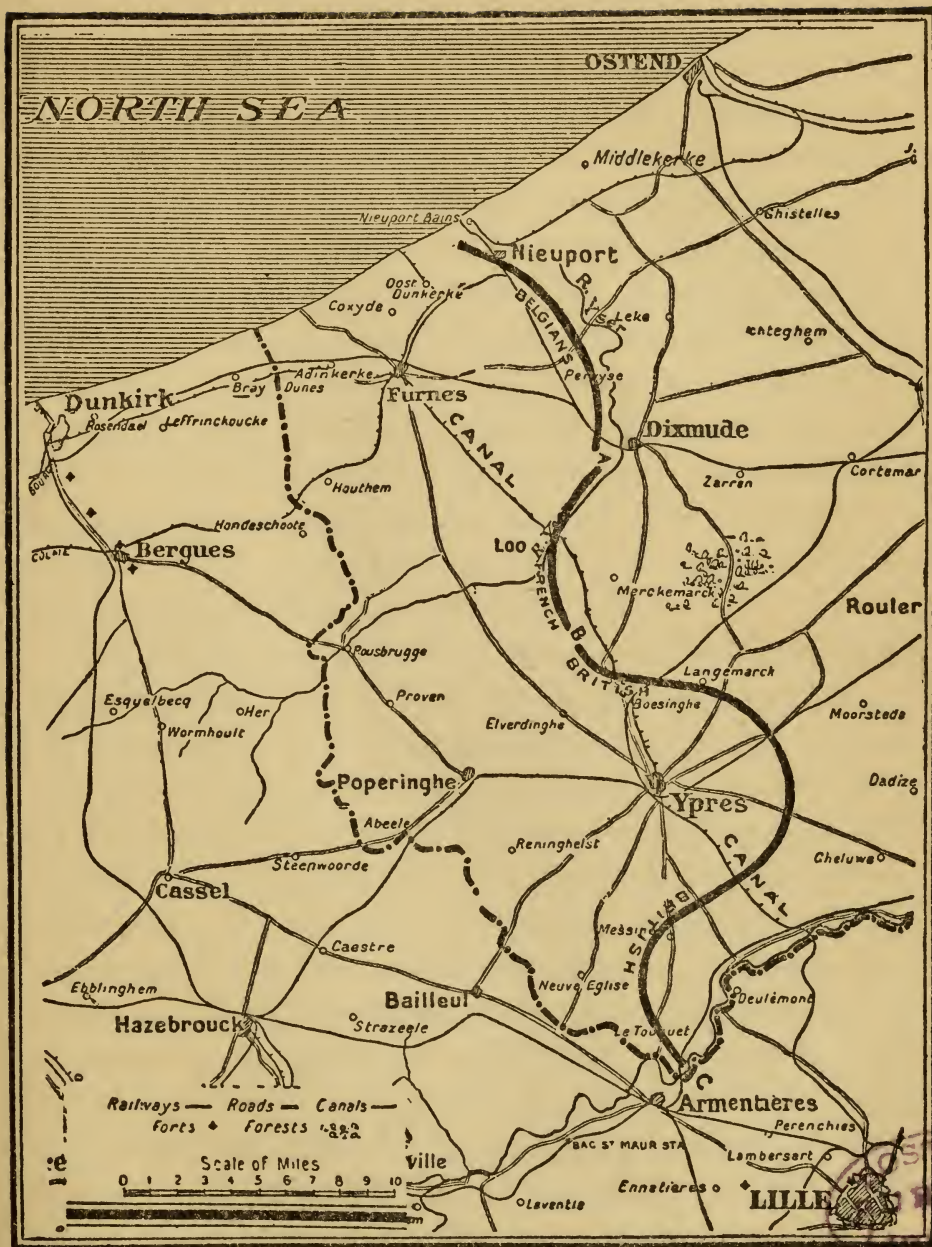 OSTEND
NORTH SEA
Middlekerke
Nieuport Bains
Ghistelles
Nieuport
Oost
Dunkerke
R. Yser
Coxyde
BELGIANS
Leke
Ichteghem
Adinkerke
Pervyse
Bray Dunes
Furnes
Dunkirk
Rosendael
Leffrinckoucke
CANAL
Dixmude
A
Zarren
Cortemar
Houthem
Hondeschoote
Bergues
Loo
FRENCH
Merckemarck
Rouler
B
Rousbrugge
BRITISH
Langemarck
Boesinghe
Esquelbecq
Her
Proven
Moorstede
Wormhoult
Elverdinghe
Poperinghe
Ypres
Dadize
Abeele
CANAL
Reninghelst
Steenwoorde
Cheluwe
Cassel
BRITISH
Messin
Caestre
Ebblinghem
Bailleul
Neuve Eglise
Deulémont
Hazebrouck
Strazeele
Le Touquet
C
Railways Roads Canals
Armentières
Forts Forests
Perenchies
BAC ST MAUR STA.
Scale of Miles
ville
Lambersart
0 1 2 3 4 5 6 7 8 9 10
Ennetières
Laventie
LILLE